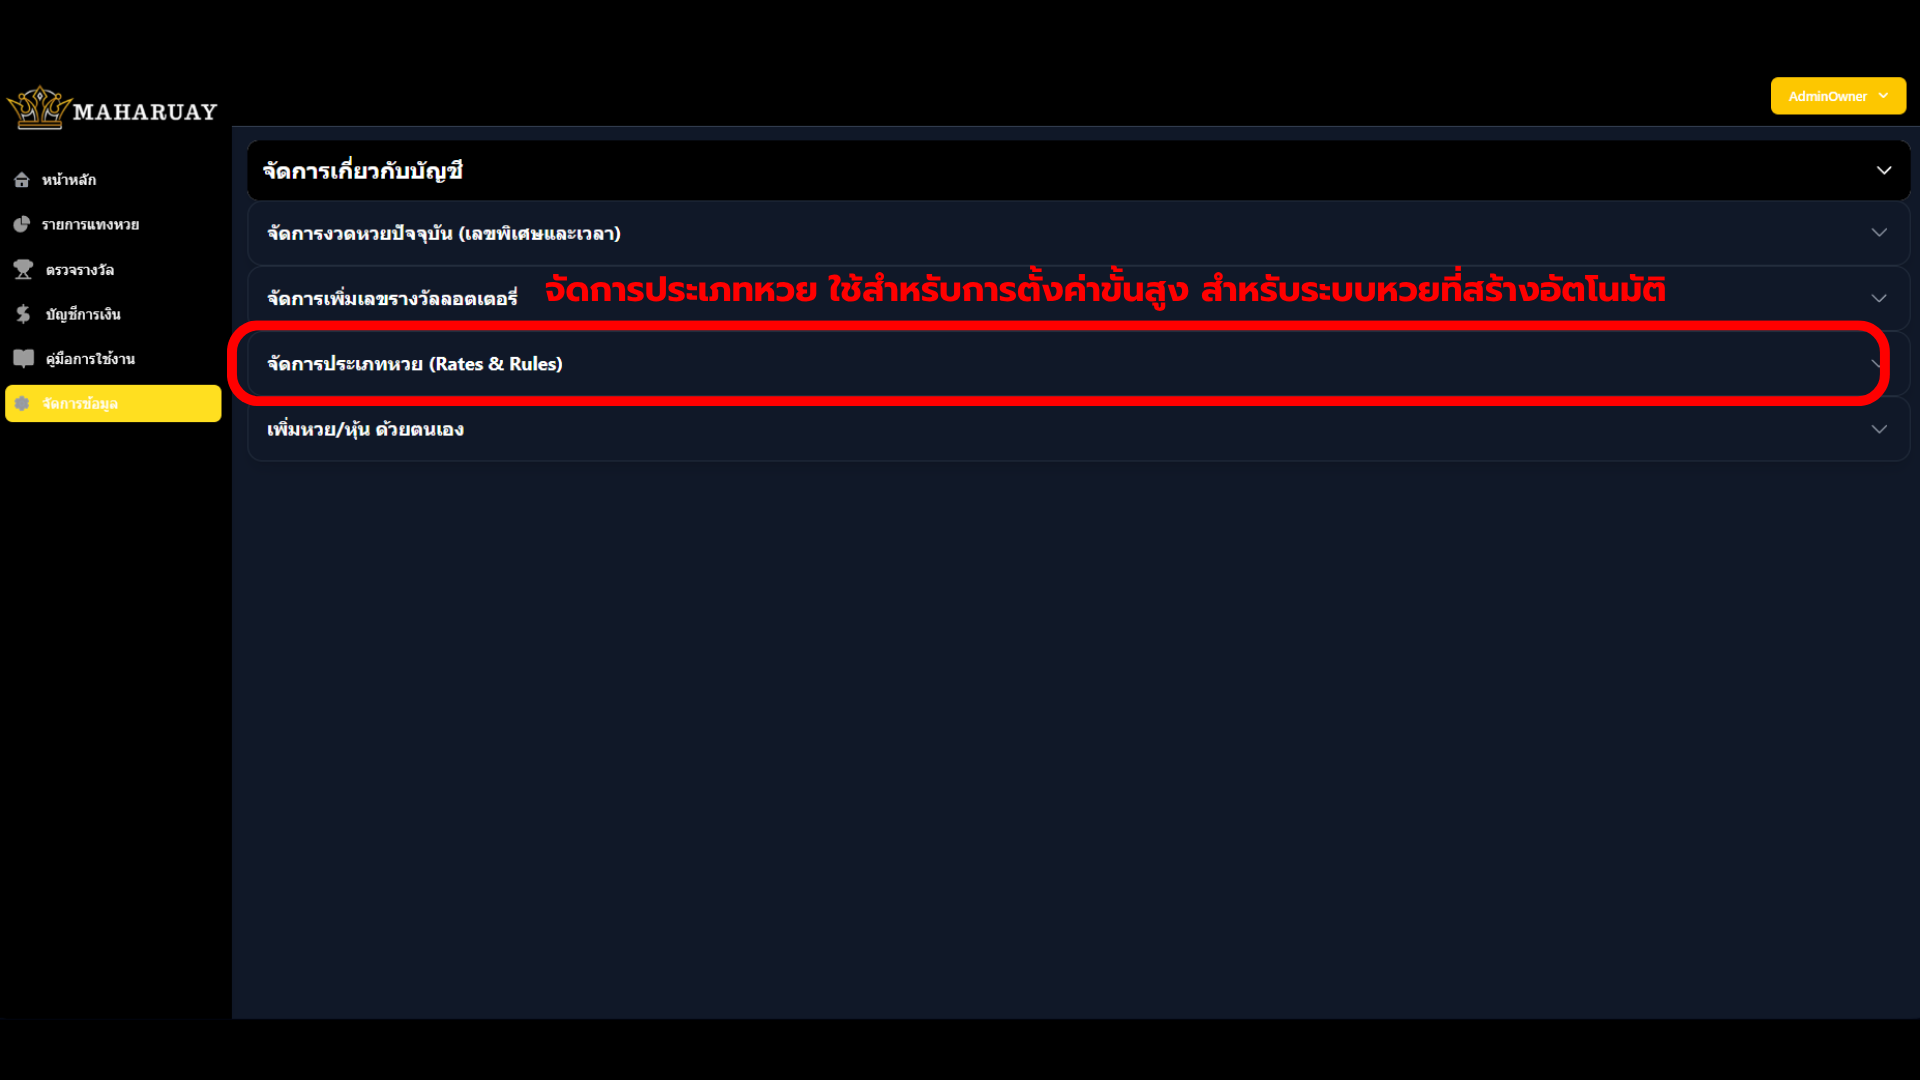 MAHARUAY
AdminOwner
หน้าหลัก
รายการแทงหวย
ตรวจรางวัล
บัญชีการเงิน
คู่มือการใช้งาน
จัดการข้อมูล
จัดการเกี่ยวกับบัญชี
จัดการงวดหวยปัจจุบัน (เลขพิเศษและเวลา)
จัดการเพิ่มเลขรางวัลลอตเตอรี่
จัดการประเภทหวย ใช้สำหรับการตั้งค่าขั้นสูง สำหรับระบบหวยที่สร้างอัตโนมัติ
จัดการประเภทหวย (Rates & Rules)
เพิ่มหวย/หุ้น ด้วยตนเอง